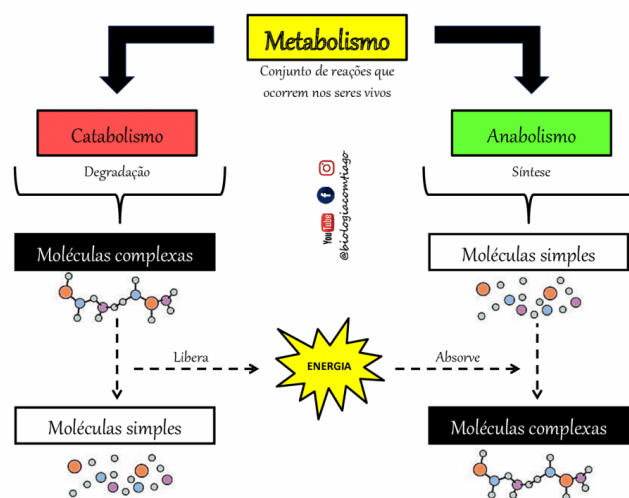 Metabolismo
Conjunto de reações que
ocorrem nos seres vivos
Catabolismo
Degradação
Moléculas complexas
Libera
Moléculas simples
YouTube
@biologiacomtiago
ENERGIA
Anabolismo
Síntese
Moléculas simples
Absorve
Moléculas complexas